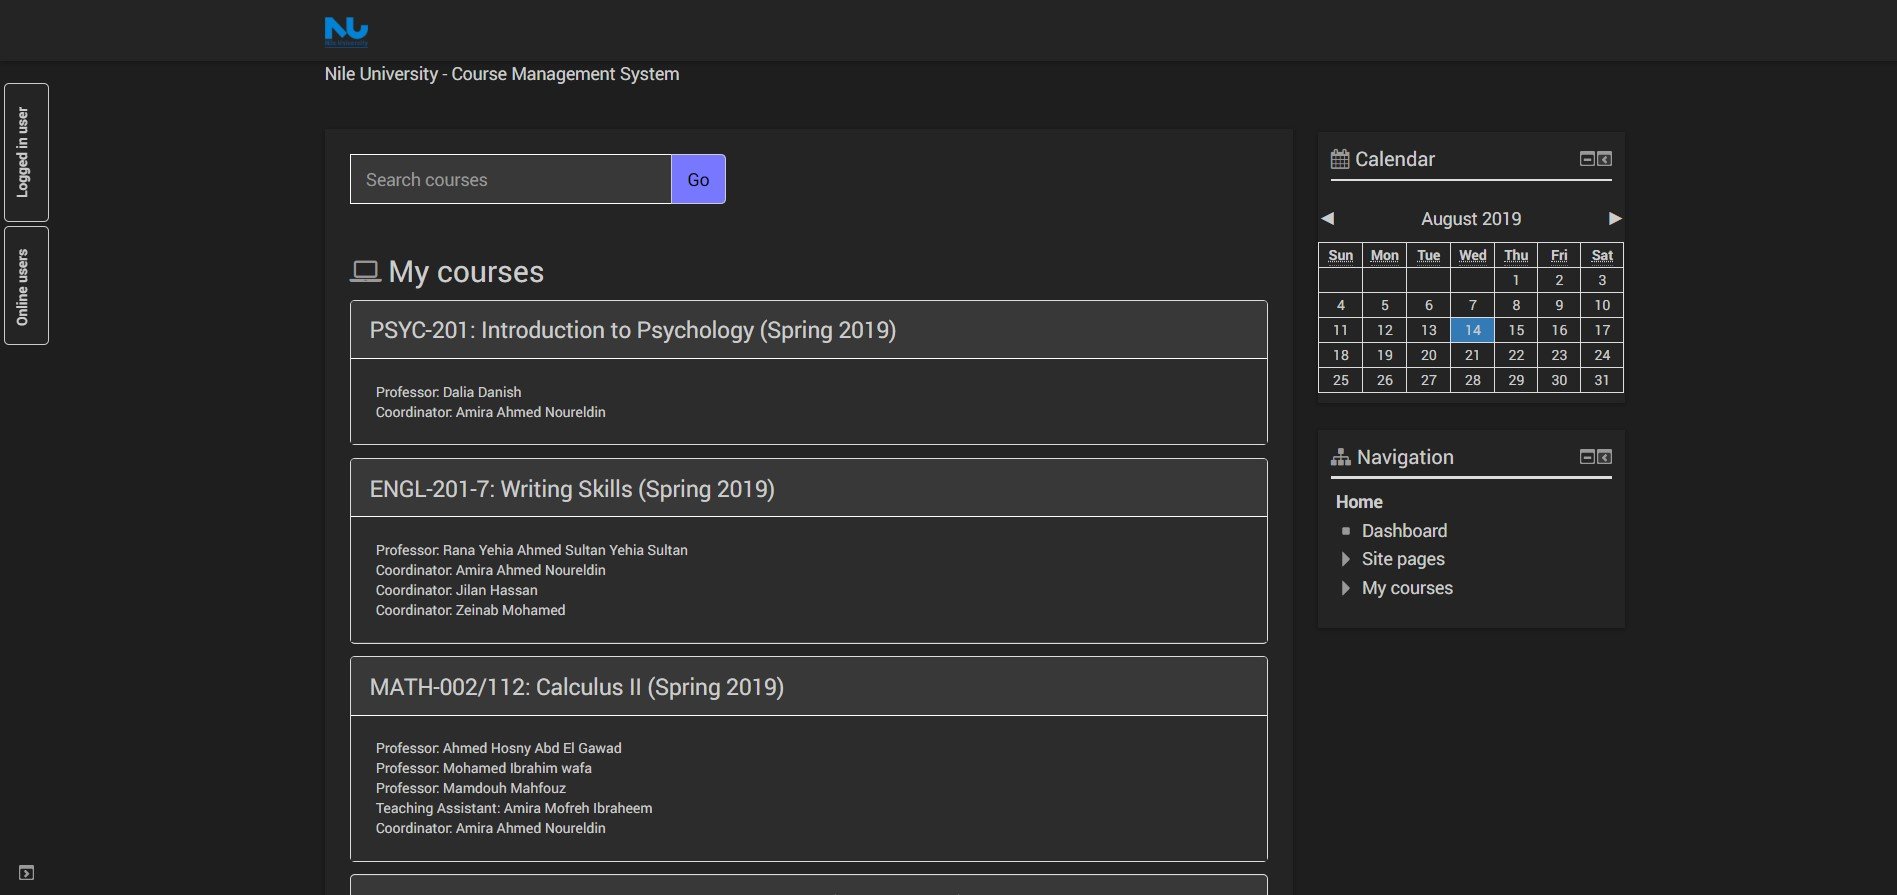 NU
Nile University
Nile University - Course Management System
Logged in user
Online users
Search courses
Go
My courses
PSYC-201: Introduction to Psychology (Spring 2019)
Professor: Dalia Danish
Coordinator: Amira Ahmed Noureldin
ENGL-201-7: Writing Skills (Spring 2019)
Professor: Rana Yehia Ahmed Sultan Yehia Sultan
Coordinator: Amira Ahmed Noureldin
Coordinator: Jilan Hassan
Coordinator: Zeinab Mohamed
MATH-002/112: Calculus II (Spring 2019)
Professor: Ahmed Hosny Abd El Gawad
Professor: Mohamed Ibrahim wafa
Professor: Mamdouh Mahfouz
Teaching Assistant: Amira Mofreh Ibraheem
Coordinator: Amira Ahmed Noureldin
Calendar
August 2019
Sun Mon Tue Wed Thu Fri Sat
1 2 3
4 5 6 7 8 9 10
11 12 13 14 15 16 17
18 19 20 21 22 23 24
25 26 27 28 29 30 31
Navigation
Home
Dashboard
Site pages
My courses